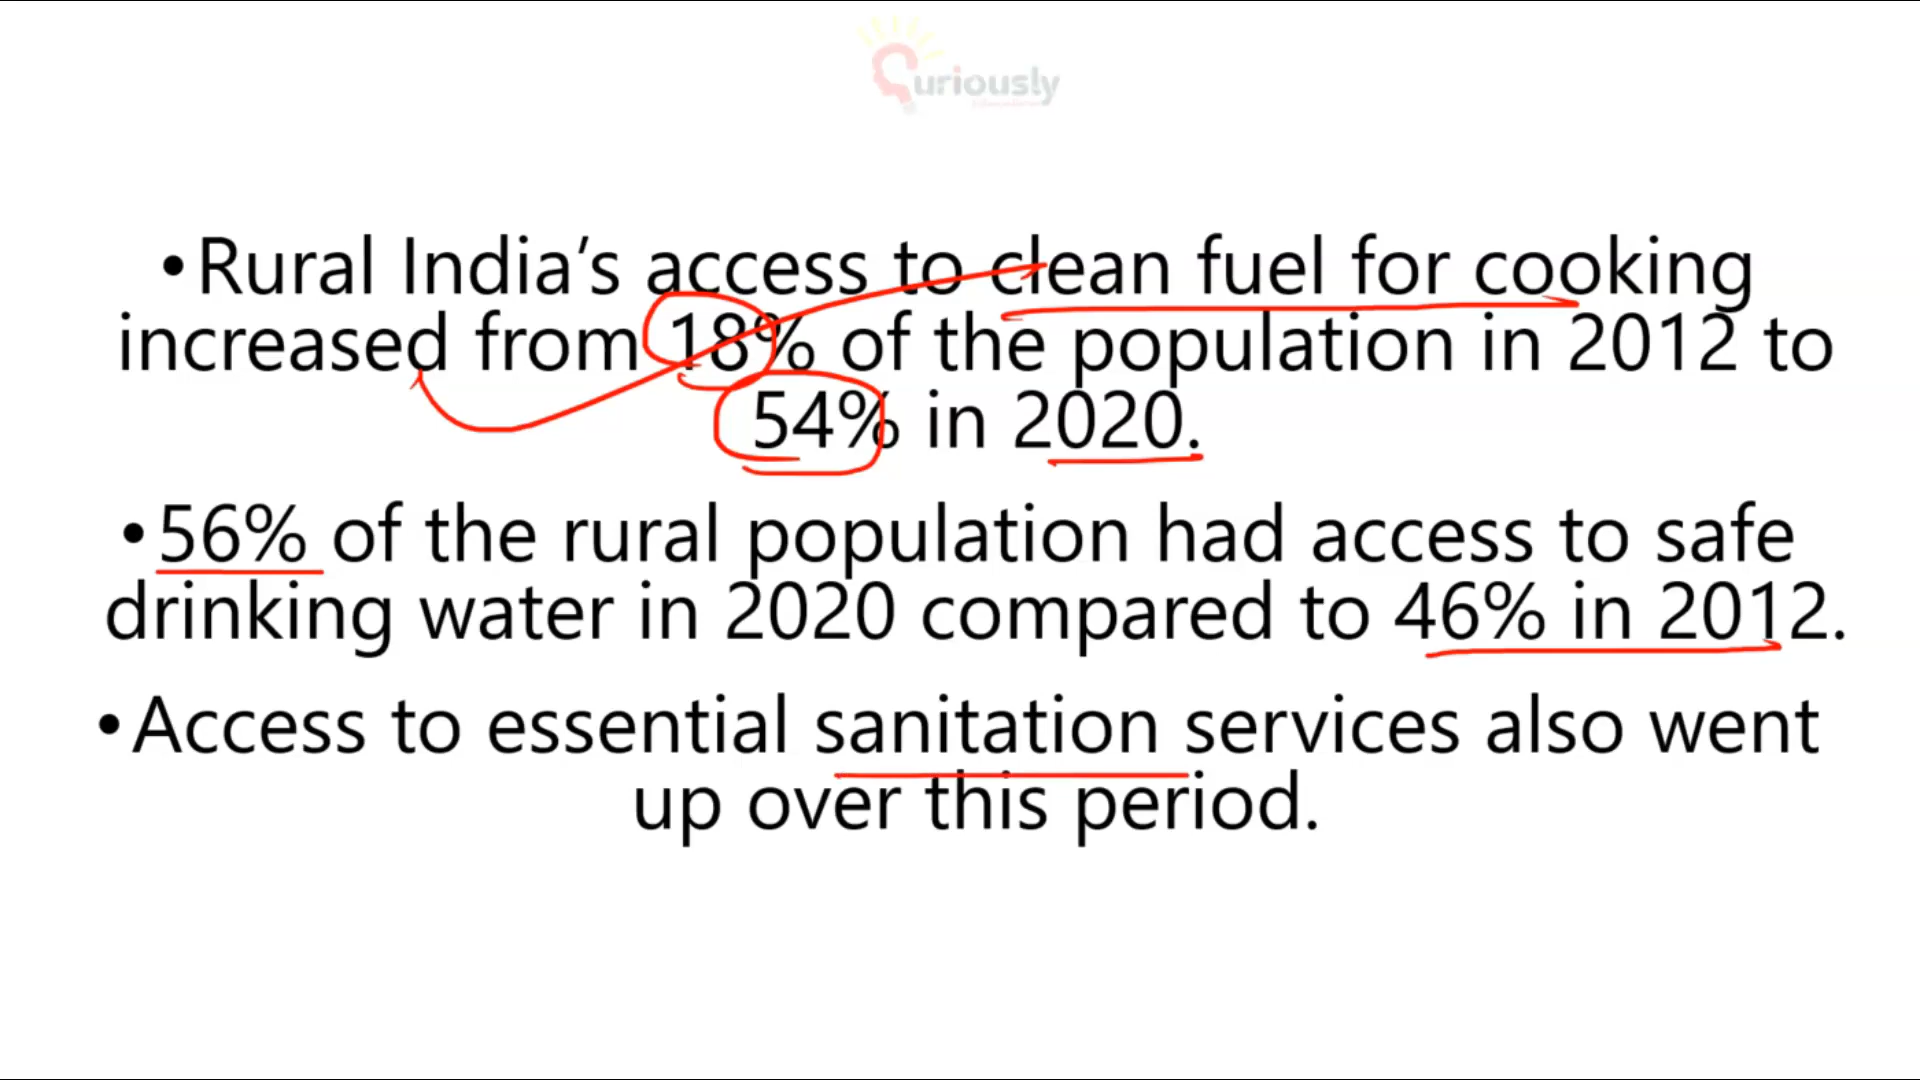 Curiously
•Rural India’s access to clean fuel for cooking
increased from 18% of the population in 2012 to
54% in 2020.
•56% of the rural population had access to safe
drinking water in 2020 compared to 46% in 2012.
•Access to essential sanitation services also went
up over this period.